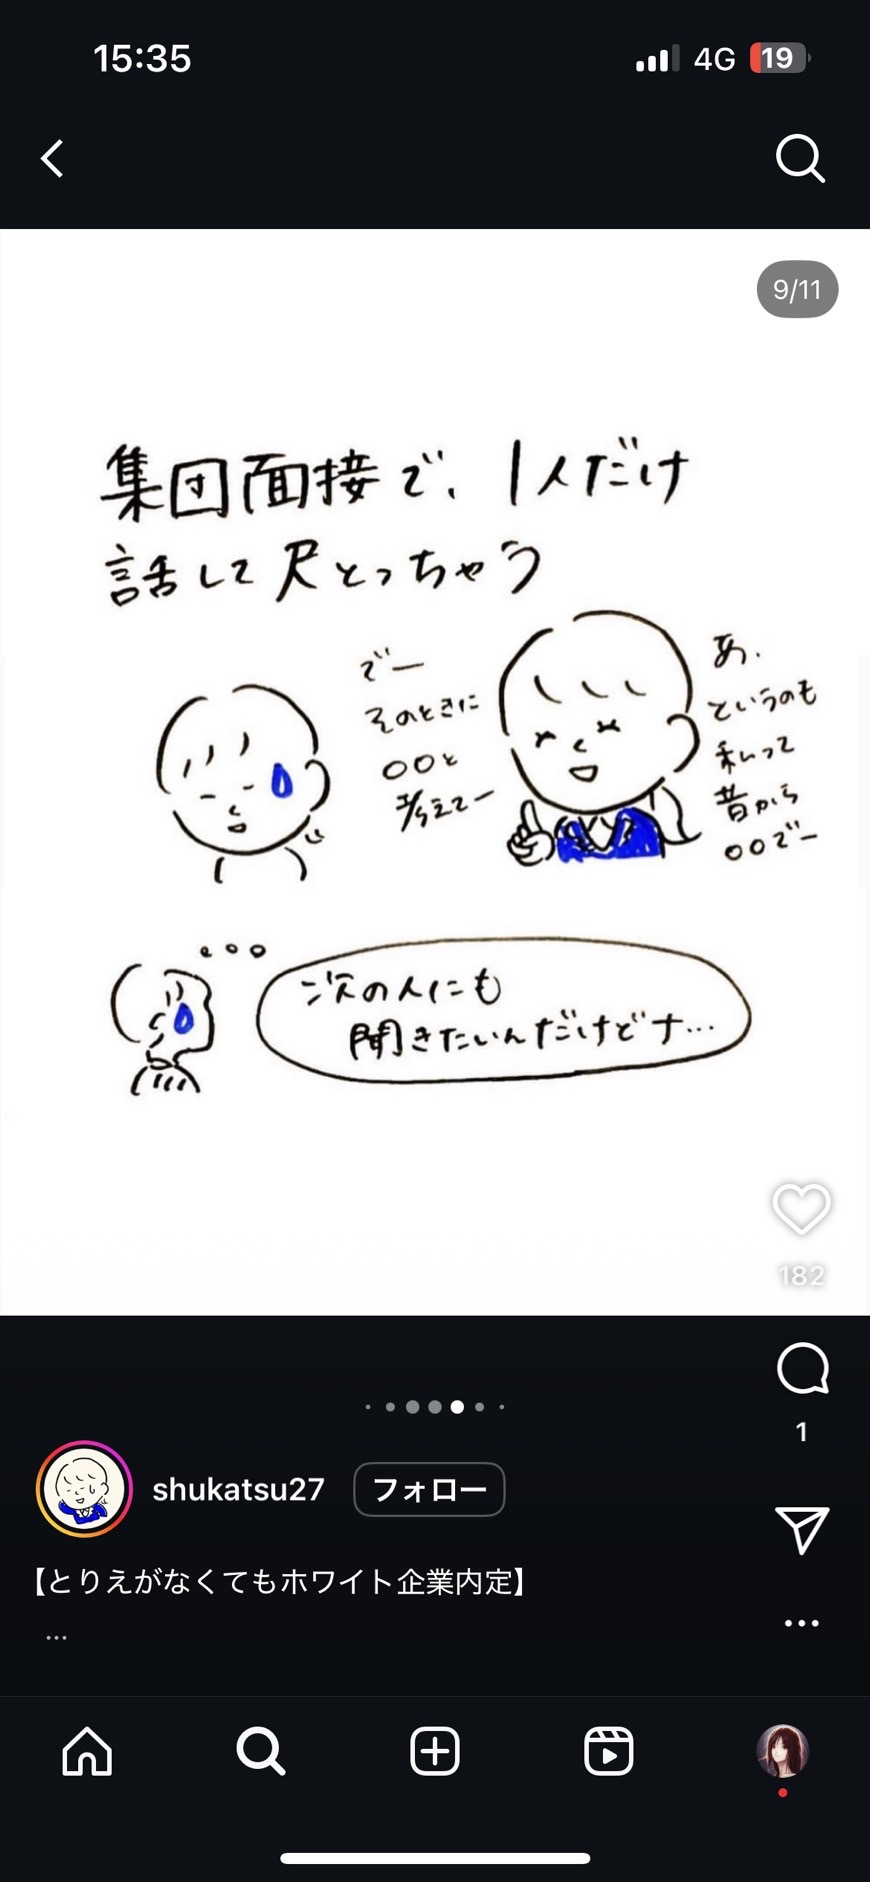 15:35
4G
19
9/11
集団面接で、1人だけ
話して尺とっちゃう
でー
そのときに
〇〇と
考えてー
あ、
というのも
私って
昔から
〇〇でー
次の人にも
聞きたいんだけどナ…
182
1
shukatsu27
フォロー
【とりえがなくてもホワイト企業内定】
...